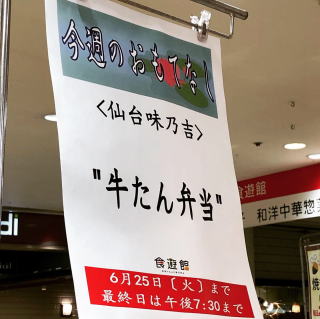 今週のおもてなし
<仙台味乃吉>
"牛たん弁当"
食遊館
6月25日〔火〕まで
最終日は午後7:30まで
食遊館
和洋中華惣
di
焼